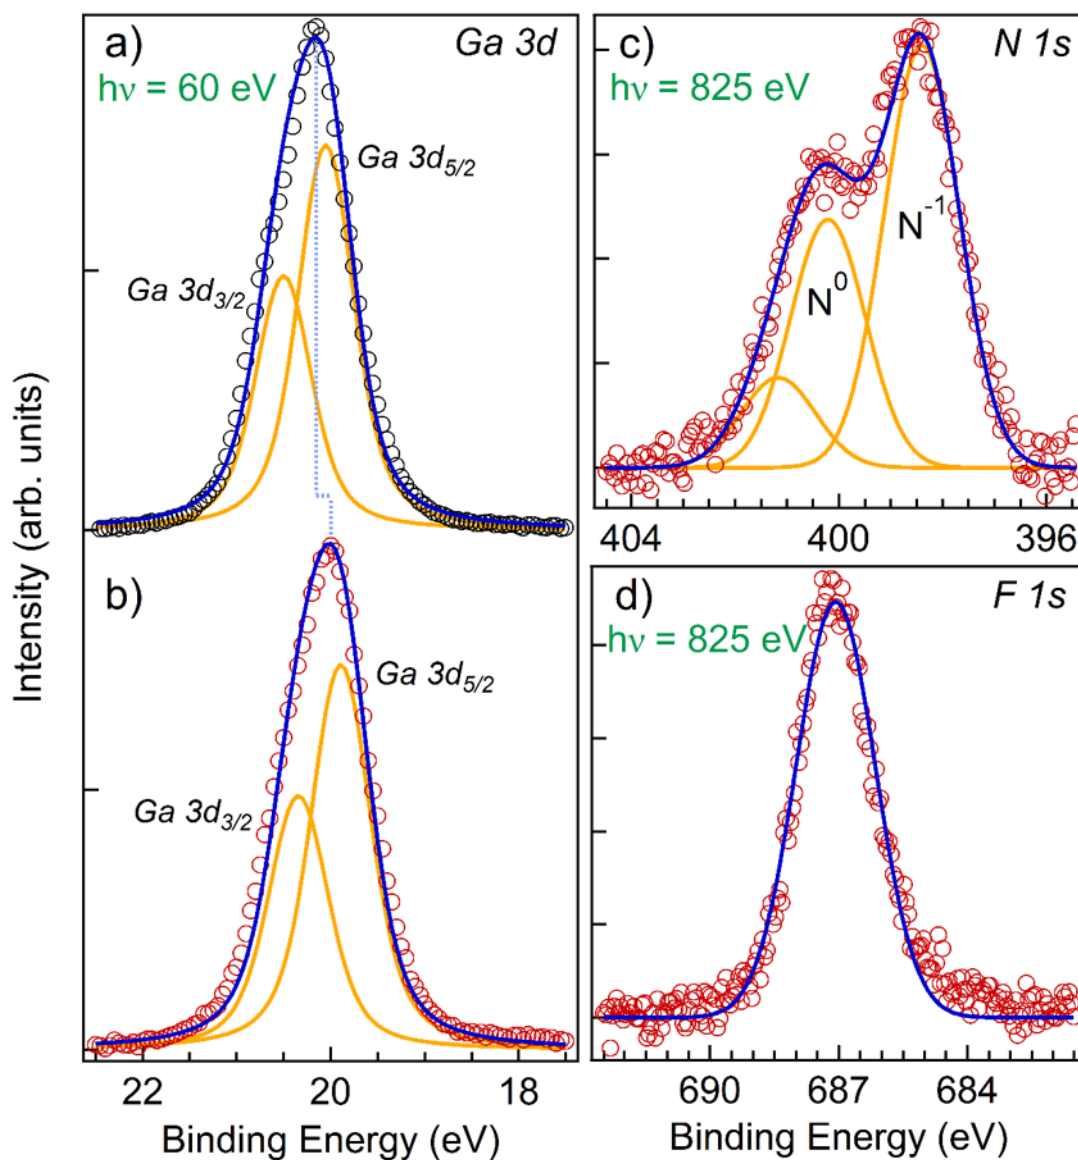 a)
Ga 3d
hν = 60 eV
Ga 3d5/2
Ga 3d3/2
b)
Ga 3d5/2
Ga 3d3/2
22 20 18
Binding Energy (eV)
Intensity (arb. units)
c)
N 1s
hν = 825 eV
N-1
N0
404 400 396
d)
F 1s
hν = 825 eV
690 687 684
Binding Energy (eV)